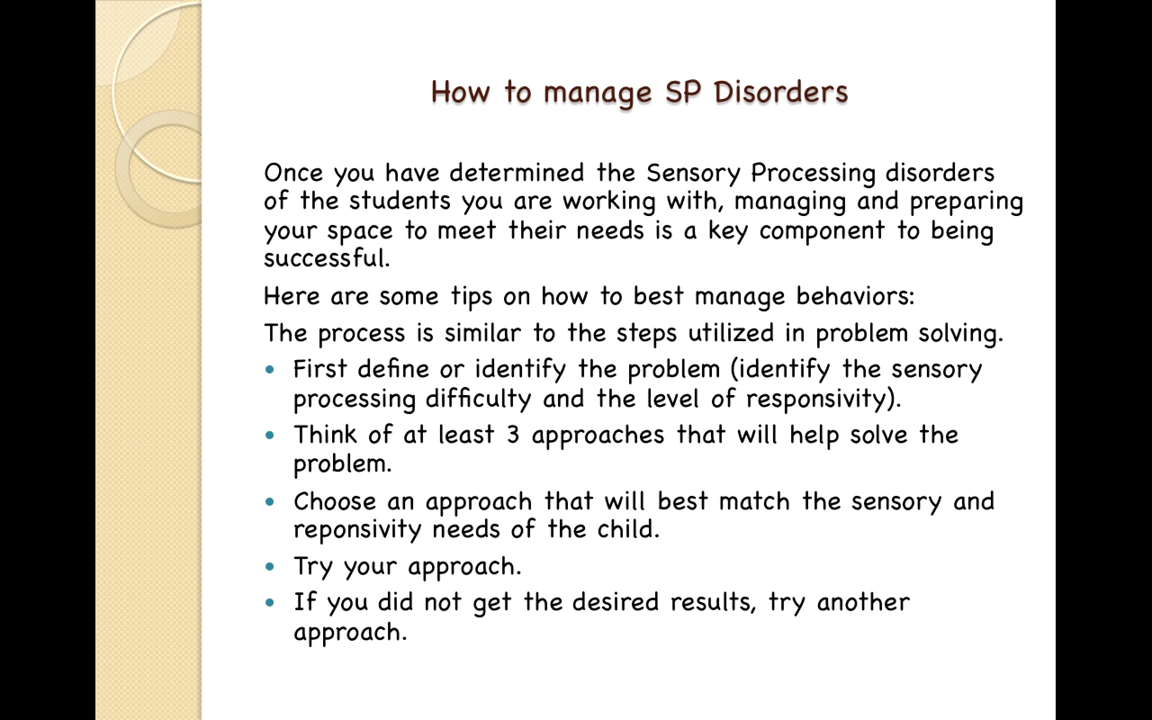 How to manage SP Disorders
Once you have determined the Sensory Processing disorders
of the students you are working with, managing and preparing
your space to meet their needs is a key component to being
successful.
Here are some tips on how to best manage behaviors:
The process is similar to the steps utilized in problem solving.
• First define or identify the problem (identify the sensory
processing difficulty and the level of responsivity).
• Think of at least 3 approaches that will help solve the
problem.
• Choose an approach that will best match the sensory and
reponsivity needs of the child.
• Try your approach.
• If you did not get the desired results, try another
approach.